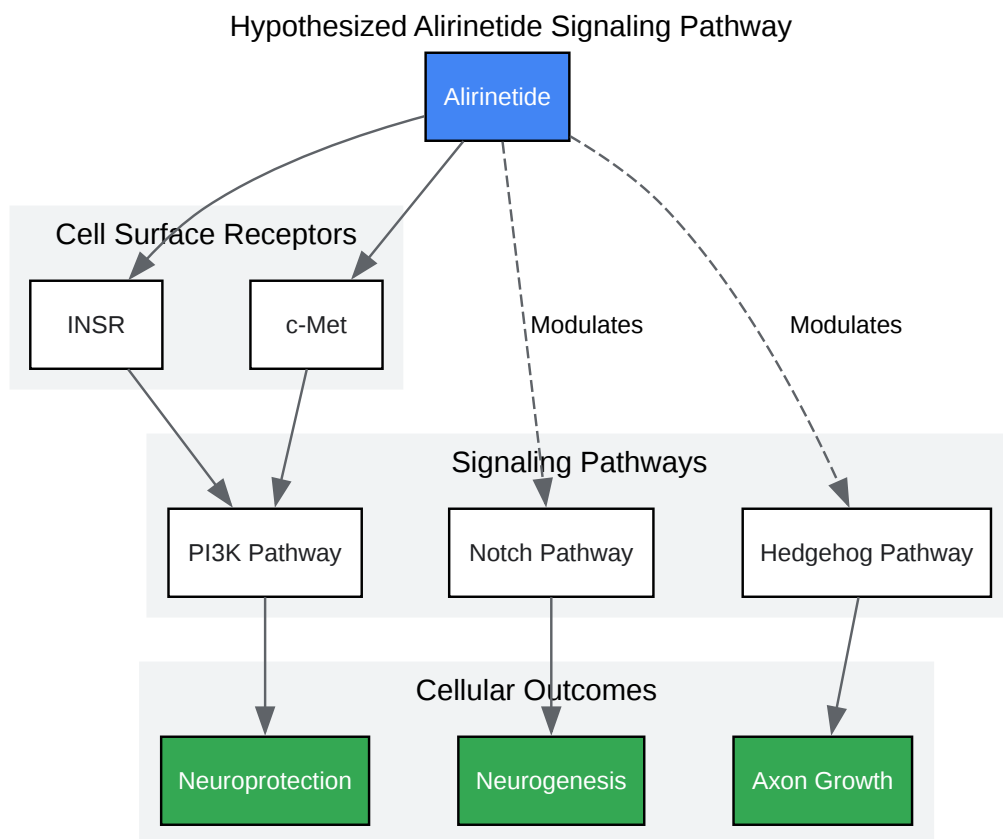 Hypothesized Alirinetide Signaling Pathway
Alirinetide
Cell Surface Receptors
INSR
c-Met
Modulates
Modulates
Signaling Pathways
PI3K Pathway
Notch Pathway
Hedgehog Pathway
Cellular Outcomes
Neuroprotection
Neurogenesis
Axon Growth